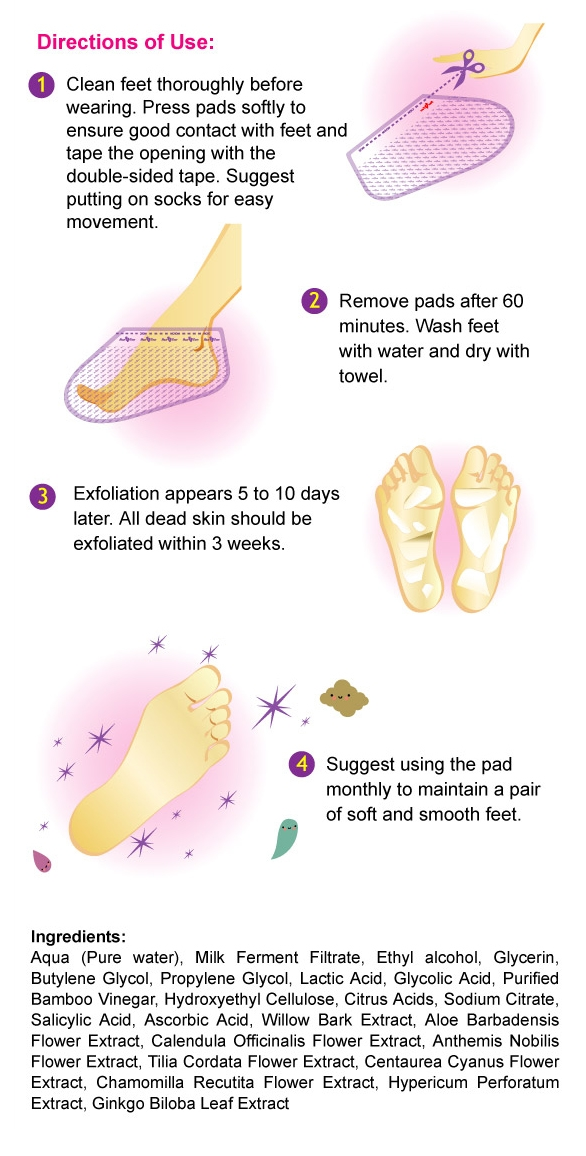 Directions of Use:
1 Clean feet thoroughly before
wearing. Press pads softly to
ensure good contact with feet and
tape the opening with the
double-sided tape. Suggest
putting on socks for easy
movement.
2 Remove pads after 60
minutes. Wash feet
with water and dry with
towel.
3 Exfoliation appears 5 to 10 days
later. All dead skin should be
exfoliated within 3 weeks.
4 Suggest using the pad
monthly to maintain a pair
of soft and smooth feet.
Ingredients:
Aqua (Pure water), Milk Ferment Filtrate, Ethyl alcohol, Glycerin,
Butylene Glycol, Propylene Glycol, Lactic Acid, Glycolic Acid, Purified
Bamboo Vinegar, Hydroxyethyl Cellulose, Citrus Acids, Sodium Citrate,
Salicylic Acid, Ascorbic Acid, Willow Bark Extract, Aloe Barbadensis
Flower Extract, Calendula Officinalis Flower Extract, Anthemis Nobilis
Flower Extract, Tilia Cordata Flower Extract, Centaurea Cyanus Flower
Extract, Chamomilla Recutita Flower Extract, Hypericum Perforatum
Extract, Ginkgo Biloba Leaf Extract